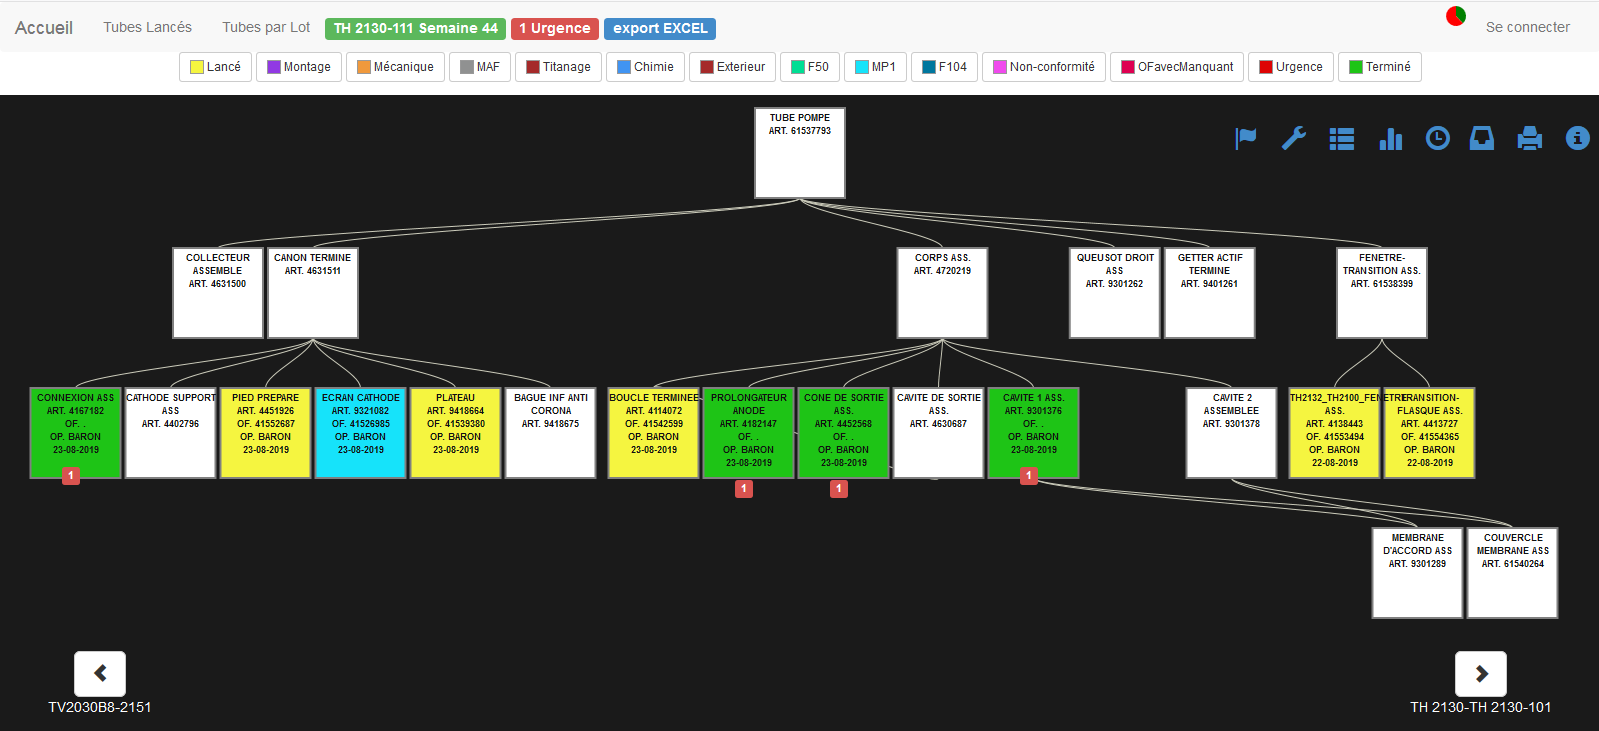 Accueil
Tubes Lancés
Tubes par Lot
TH 2130-111 Semaine 44
1 Urgence
export EXCEL
Se connecter
Lancé
Montage
Mécanique
MAF
Titanage
Chimie
Exterieur
F50
MP1
F104
Non-conformité
OFavecManquant
Urgence
Terminé
TUBE POMPE
ART. 61537793
COLLECTEUR
ASSEMBLE
ART. 4631500
CANON TERMINE
ART. 4631511
CORPS ASS.
ART. 4720219
QUEUSOT DROIT
ASS
ART. 9301262
GETTER ACTIF
TERMINE
ART. 9401261
FENETRE-
TRANSITION ASS.
ART. 61538399
CONNEXION ASS
ART. 4167182
OF. .
OP. BARON
23-08-2019
1
CATHODE SUPPORT
ASS
ART. 4402796
PIED PREPARE
ART. 4451926
OF. 41552687
OP. BARON
23-08-2019
ECRAN CATHODE
ART. 9321082
OF. 41526985
OP. BARON
23-08-2019
PLATEAU
ART. 9418664
OF. 41539380
OP. BARON
23-08-2019
BAGUE INF ANTI
CORONA
ART. 9418675
BOUCLE TERMINEE
ART. 4114072
OF. 41542599
OP. BARON
23-08-2019
PROLONGATEUR
ANODE
ART. 4182147
OF. .
OP. BARON
23-08-2019
1
CONE DE SORTIE
ASS.
ART. 4452568
OF. .
OP. BARON
23-08-2019
1
CAVITE DE SORTIE
ASS.
ART. 4630687
CAVITE 1 ASS.
ART. 9301376
OF. .
OP. BARON
23-08-2019
1
CAVITE 2
ASSEMBLEE
ART. 9301378
TH2132_TH2100_FENETRE
ASS.
ART. 4138443
OF. 41553494
OP. BARON
22-08-2019
TRANSITION-
FLASQUE ASS.
ART. 4413727
OF. 41554365
OP. BARON
22-08-2019
MEMBRANE
D'ACCORD ASS
ART. 9301289
COUVERCLE
MEMBRANE ASS
ART. 61540264
TV2030B8-2151
TH 2130-TH 2130-101